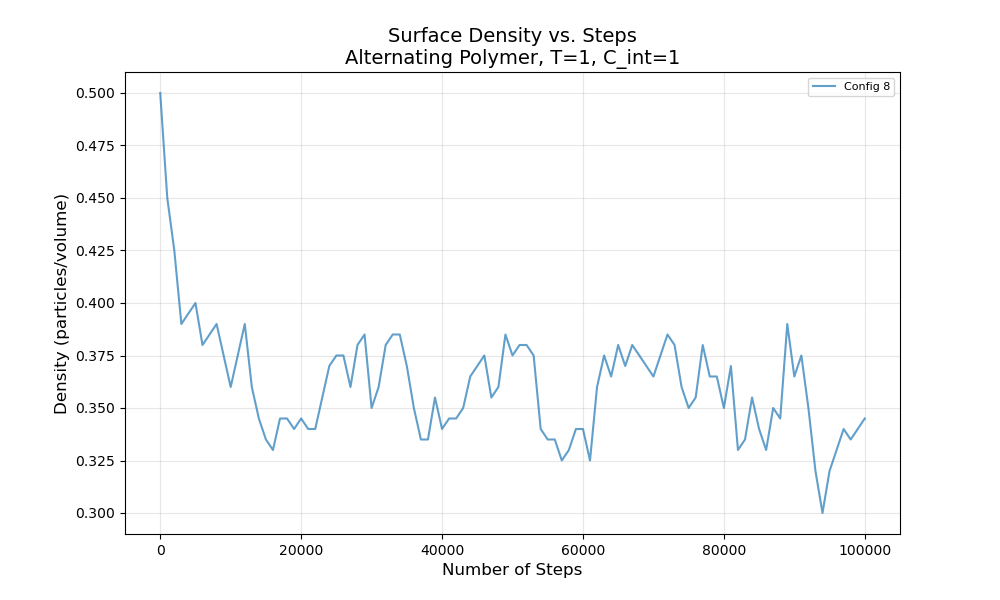 Surface Density vs. Steps
Alternating Polymer, T=1, C_int=1
Config 8
Density (particles/volume)
0.500
0.475
0.450
0.425
0.400
0.375
0.350
0.325
0.300
0 20000 40000 60000 80000 100000
Number of Steps